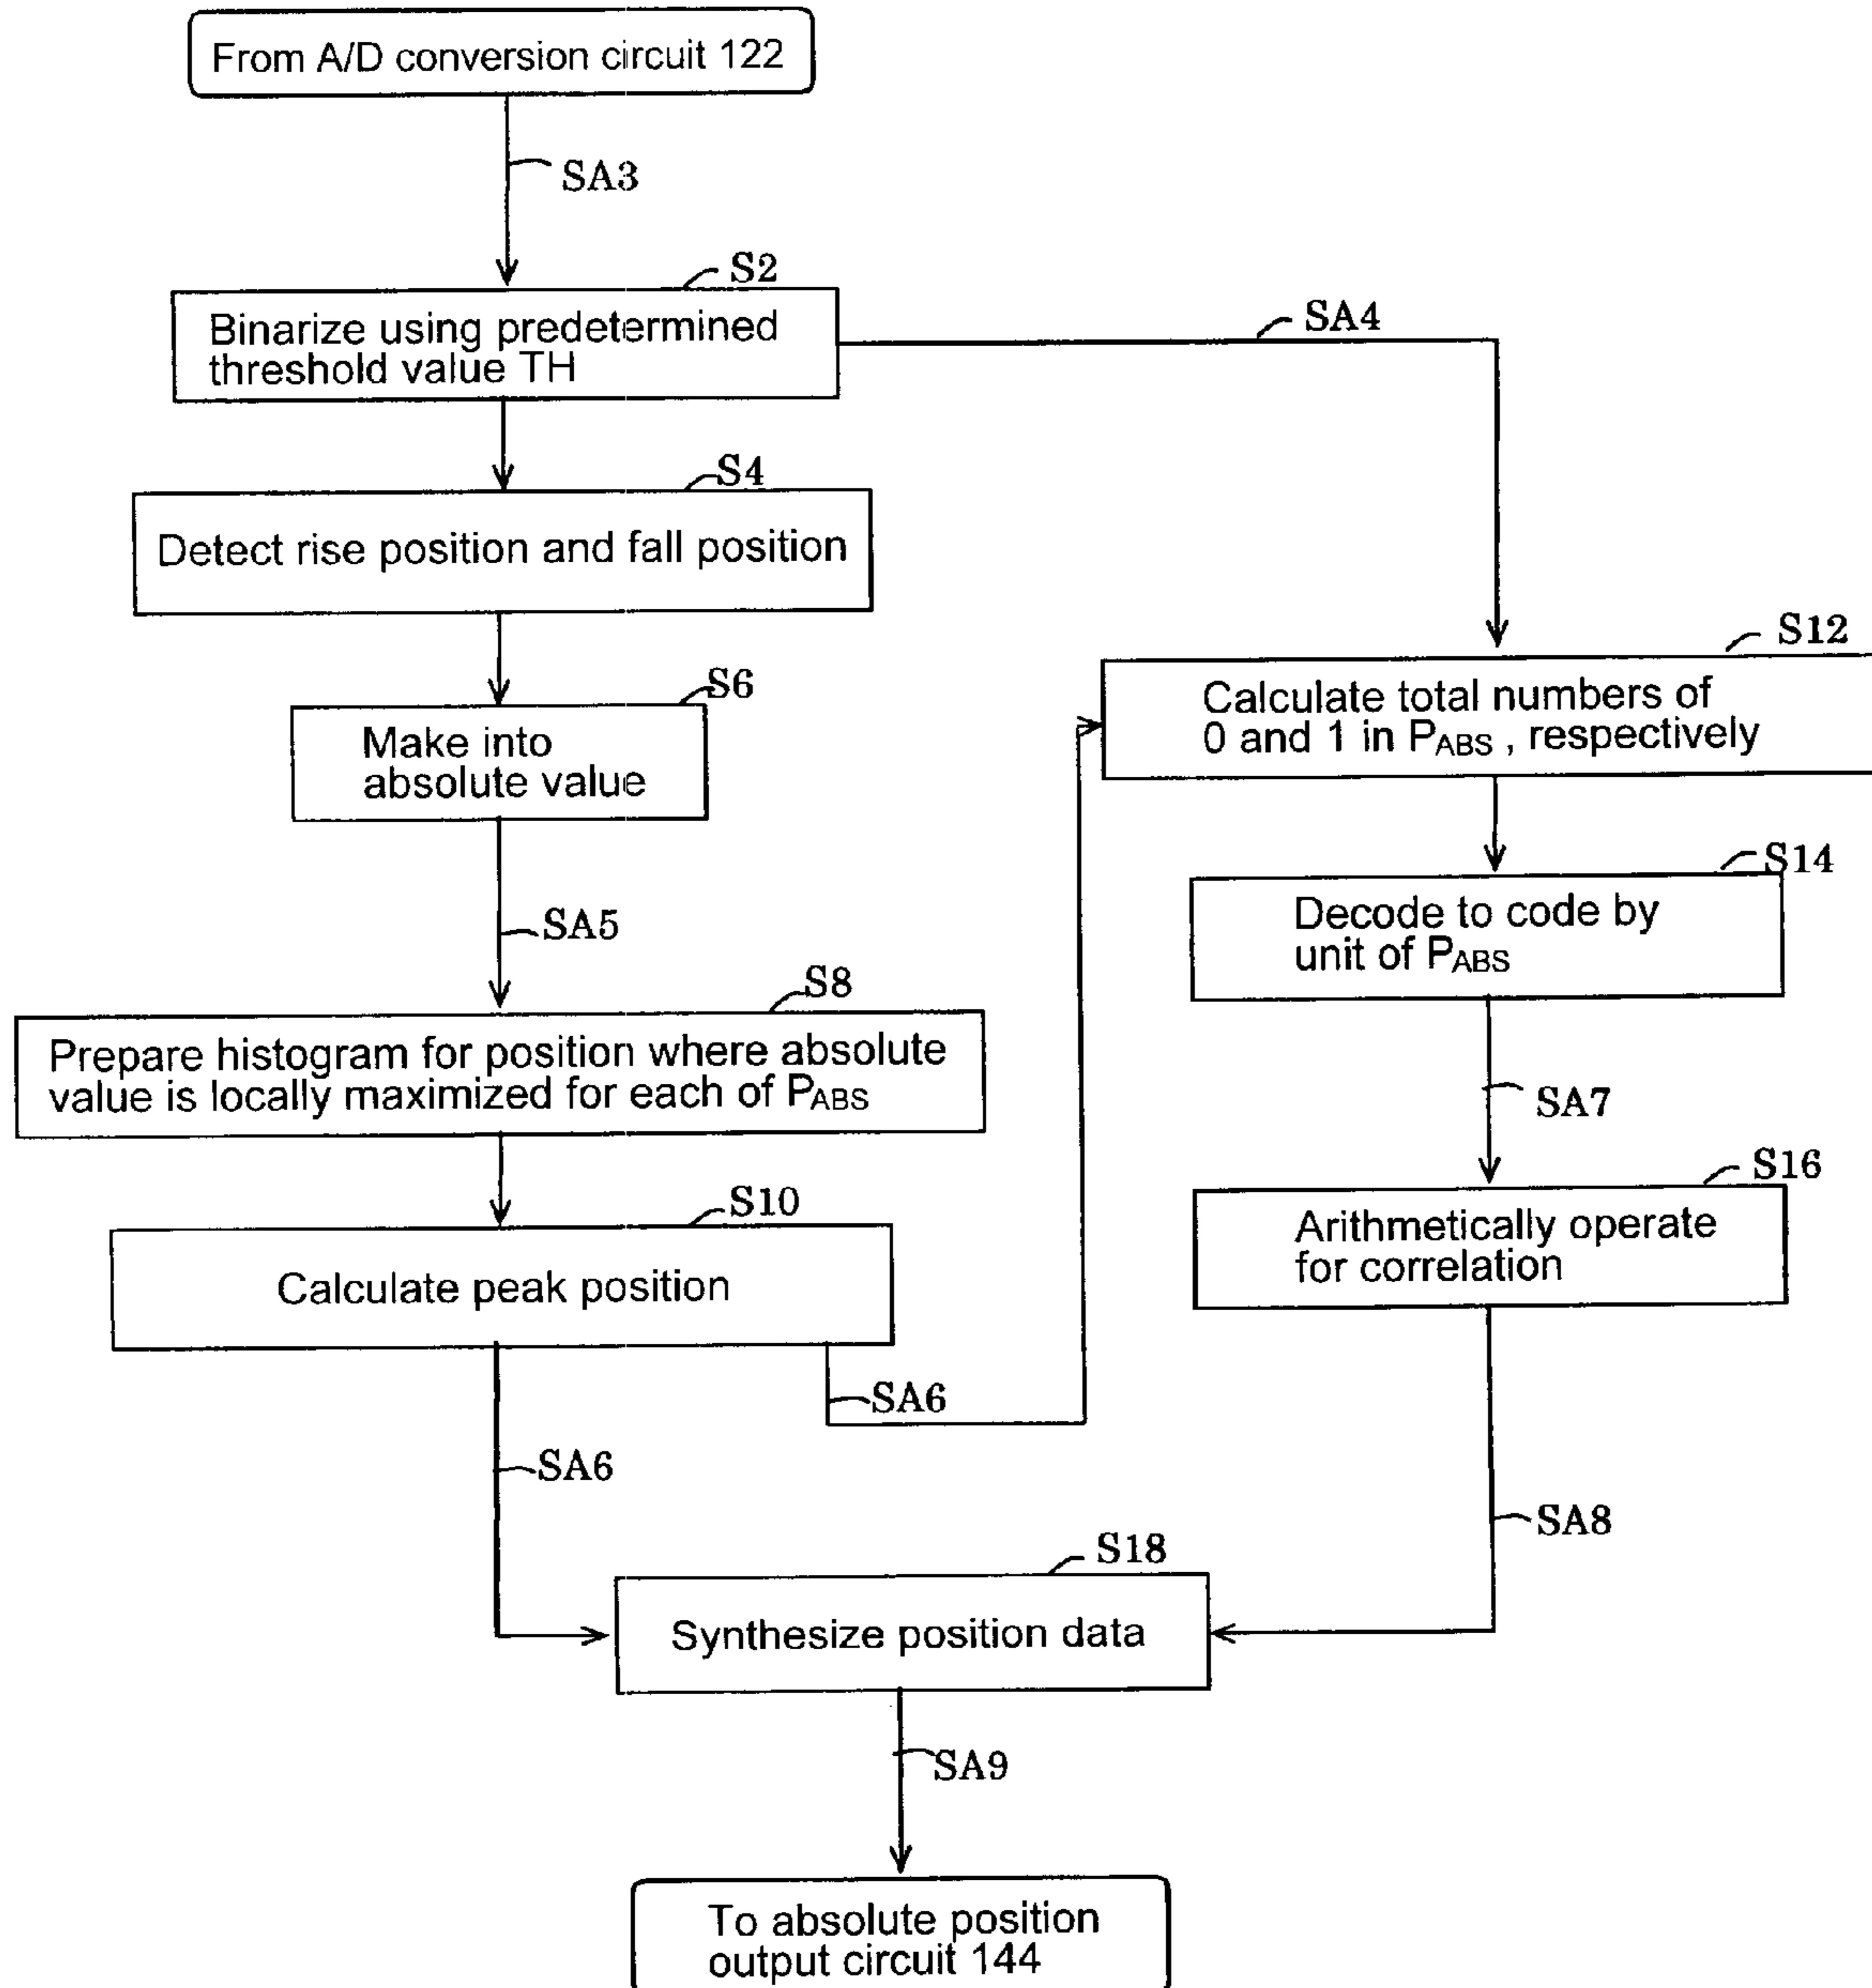 From A/D conversion circuit 122
SA3
S2
Binarize using predetermined
threshold value TH
SA4
S4
Detect rise position and fall position
S6
Make into
absolute value
SA5
S8
Prepare histogram for position where absolute
value is locally maximized for each of PABS
S10
Calculate peak position
SA6
SA6
S12
Calculate total numbers of
0 and 1 in PABS , respectively
S14
Decode to code by
unit of PABS
SA7
S16
Arithmetically operate
for correlation
SA8
S18
Synthesize position data
SA9
To absolute position
output circuit 144